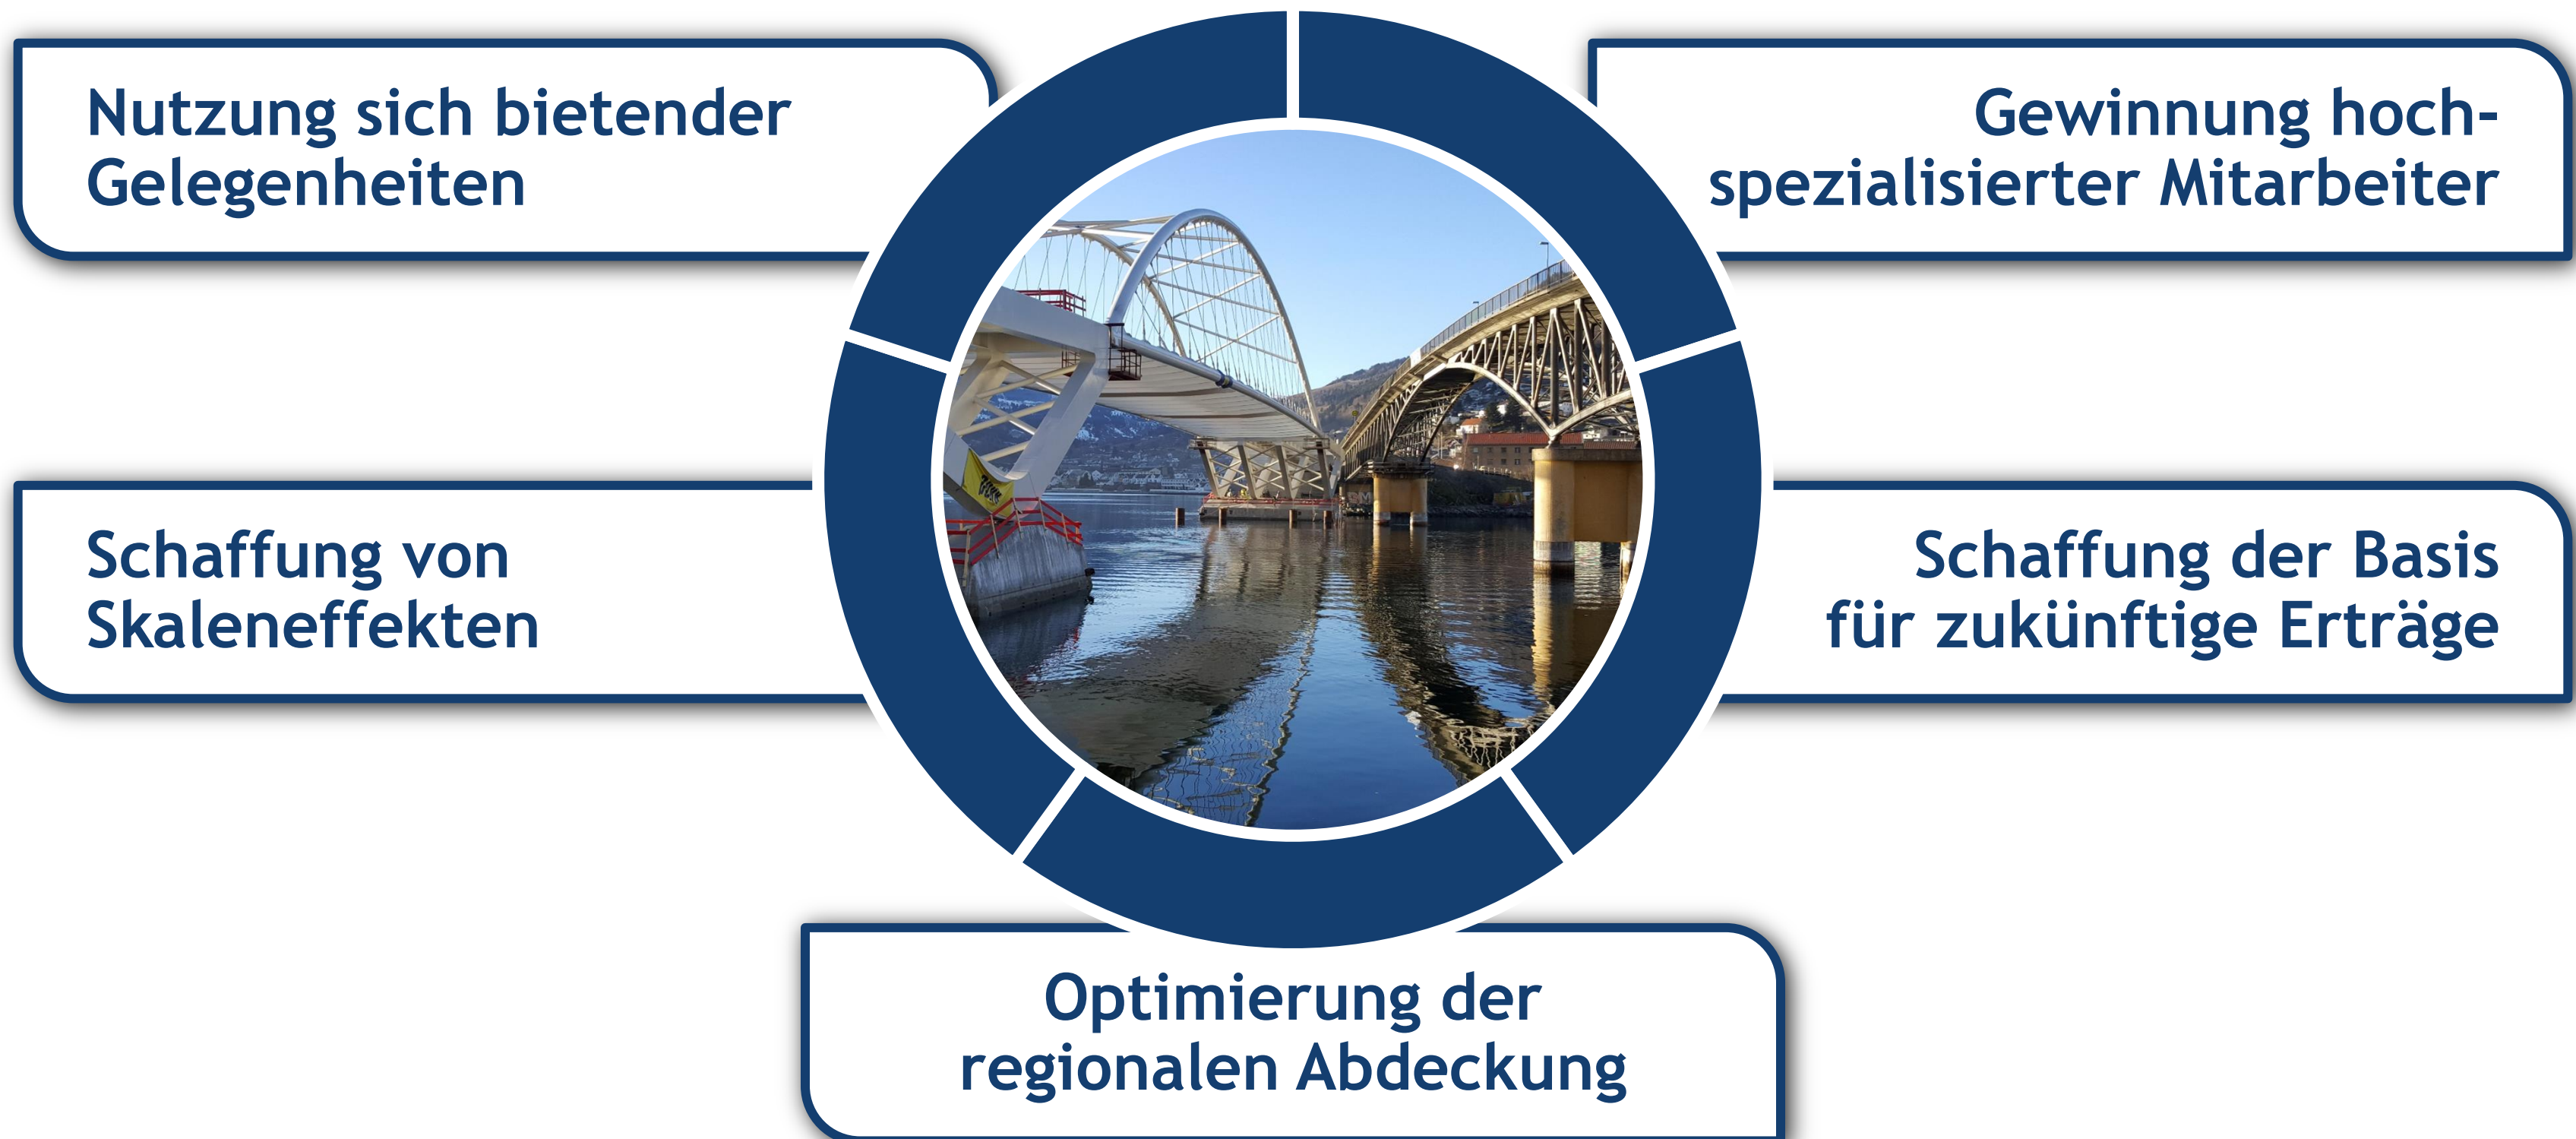 Nutzung sich bietender
Gelegenheiten
Gewinnung hoch-
spezialisierter Mitarbeiter
Schaffung von
Skaleneffekten
Schaffung der Basis
für zukünftige Erträge
Optimierung der
regionalen Abdeckung